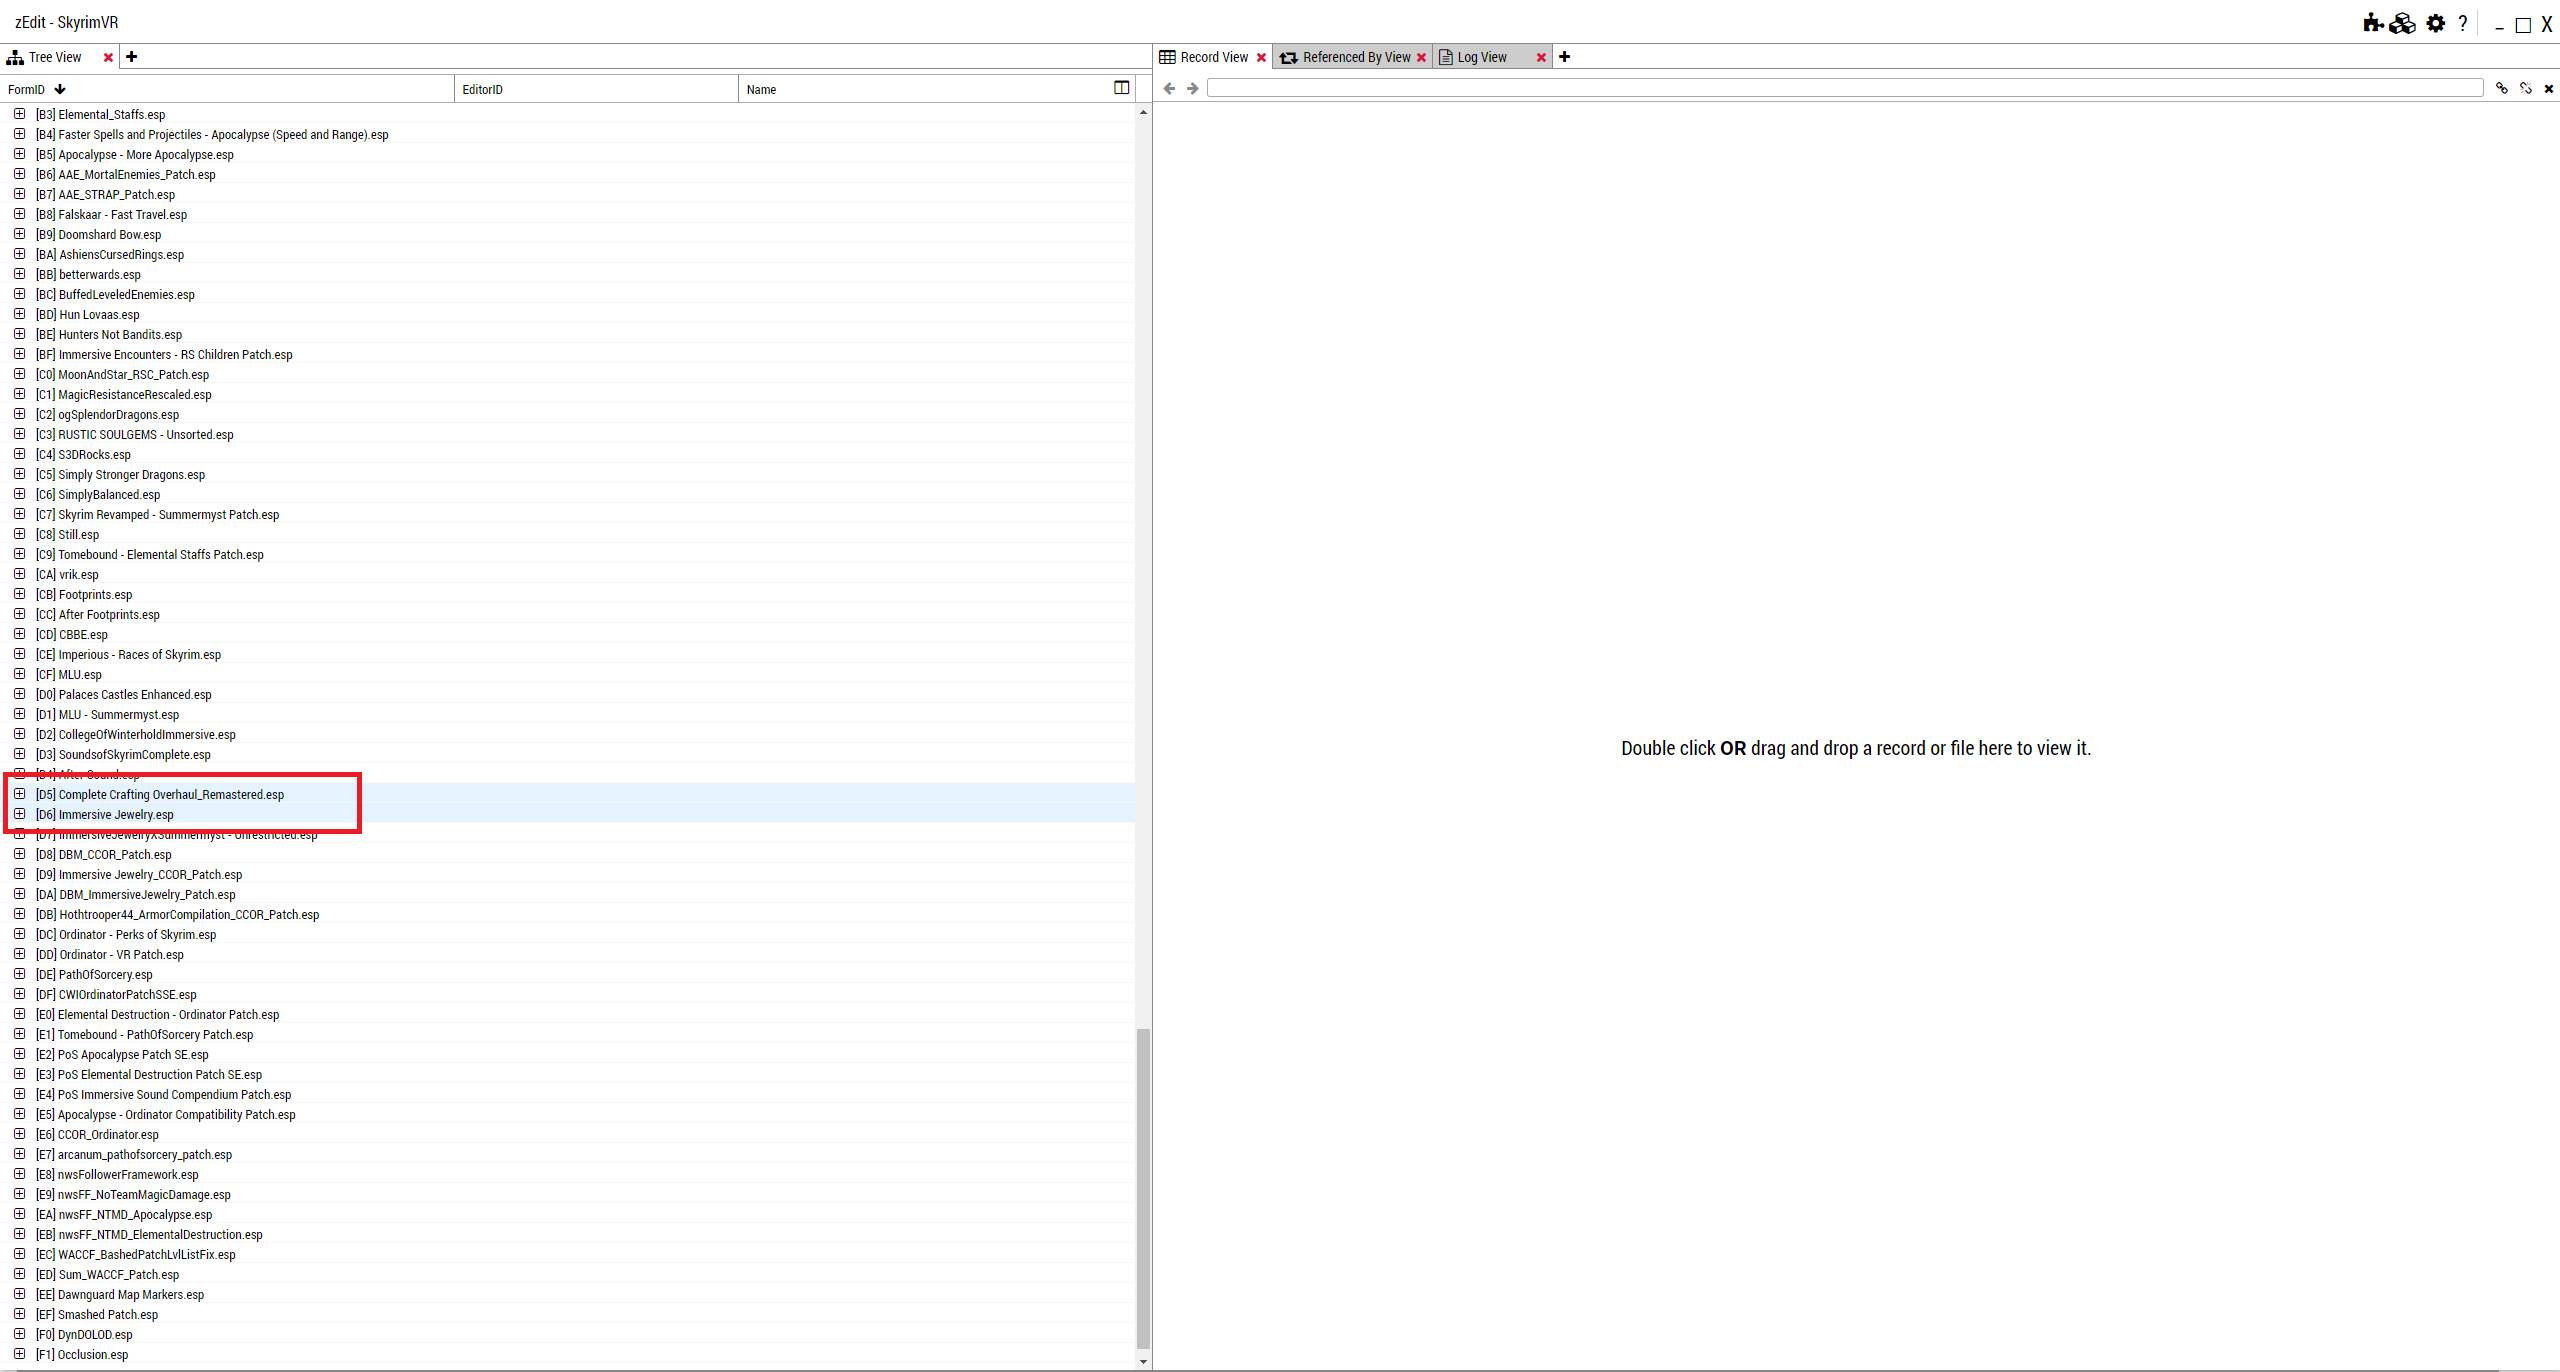 zEdit - SkyrimVR
?
X
Tree View
Record View
Referenced By View
Log View
FormID
EditorID
Name
[B3] Elemental_Staffs.esp
[B4] Faster Spells and Projectiles - Apocalypse (Speed and Range).esp
[B5] Apocalypse - More Apocalypse.esp
[B6] AAE_MortalEnemies_Patch.esp
[B7] AAE_STRAP_Patch.esp
[B8] Falskaar - Fast Travel.esp
[B9] Doomshard Bow.esp
[BA] AshiensCursedRings.esp
[BB] betterwards.esp
[BC] BuffedLeveledEnemies.esp
[BD] Hun Lovaas.esp
[BE] Hunters Not Bandits.esp
[BF] Immersive Encounters - RS Children Patch.esp
[C0] MoonAndStar_RSC_Patch.esp
[C1] MagicResistanceRescaled.esp
[C2] ogSplendorDragons.esp
[C3] RUSTIC SOULGEMS - Unsorted.esp
[C4] S3DRocks.esp
[C5] Simply Stronger Dragons.esp
[C6] SimplyBalanced.esp
[C7] Skyrim Revamped - Summermyst Patch.esp
[C8] Still.esp
[C9] Tomebound - Elemental Staffs Patch.esp
[CA] vrik.esp
[CB] Footprints.esp
[CC] After Footprints.esp
[CD] CBBE.esp
[CE] Imperious - Races of Skyrim.esp
[CF] MLU.esp
[D0] Palaces Castles Enhanced.esp
[D1] MLU - Summermyst.esp
[D2] CollegeOfWinterholdImmersive.esp
[D3] SoundsofSkyrimComplete.esp
[D4] After Sound.esp
[D5] Complete Crafting Overhaul_Remastered.esp
[D6] Immersive Jewelry.esp
[D7] ImmersiveJewelryXSummermyst - Unrestricted.esp
[D8] DBM_CCOR_Patch.esp
[D9] Immersive Jewelry_CCOR_Patch.esp
[DA] DBM_ImmersiveJewelry_Patch.esp
[DB] Hothtrooper44_ArmorCompilation_CCOR_Patch.esp
[DC] Ordinator - Perks of Skyrim.esp
[DD] Ordinator - VR Patch.esp
[DE] PathOfSorcery.esp
[DF] CWIOrdinatorPatchSSE.esp
[E0] Elemental Destruction - Ordinator Patch.esp
[E1] Tomebound - PathOfSorcery Patch.esp
[E2] PoS Apocalypse Patch SE.esp
[E3] PoS Elemental Destruction Patch SE.esp
[E4] PoS Immersive Sound Compendium Patch.esp
[E5] Apocalypse - Ordinator Compatibility Patch.esp
[E6] CCOR_Ordinator.esp
[E7] arcanum_pathofsorcery_patch.esp
[E8] nwsFollowerFramework.esp
[E9] nwsFF_NoTeamMagicDamage.esp
[EA] nwsFF_NTMD_Apocalypse.esp
[EB] nwsFF_NTMD_ElementalDestruction.esp
[EC] WACCF_BashedPatchLvlListFix.esp
[ED] Sum_WACCF_Patch.esp
[EE] Dawnguard Map Markers.esp
[EF] Smashed Patch.esp
[F0] DynDOLOD.esp
[F1] Occlusion.esp
Double click OR drag and drop a record or file here to view it.